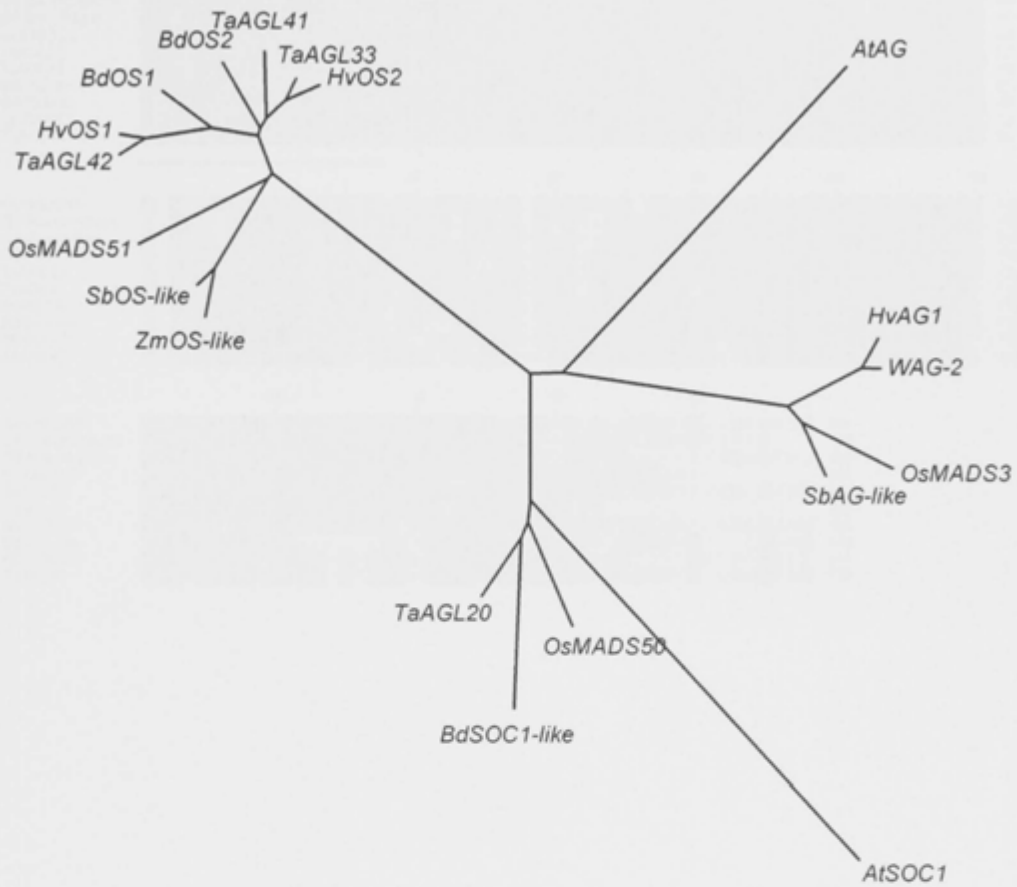 TaAGL41
BdOS2
AtAG
TaAGL33
BdOS1
HvOS2
HvOS1
TaAGL42
OsMADS51
SbOS-like
HvAG1
ZmOS-like
WAG-2
OsMADS3
SbAG-like
TaAGL20
OsMADS50
BdSOC1-like
AtSOC1